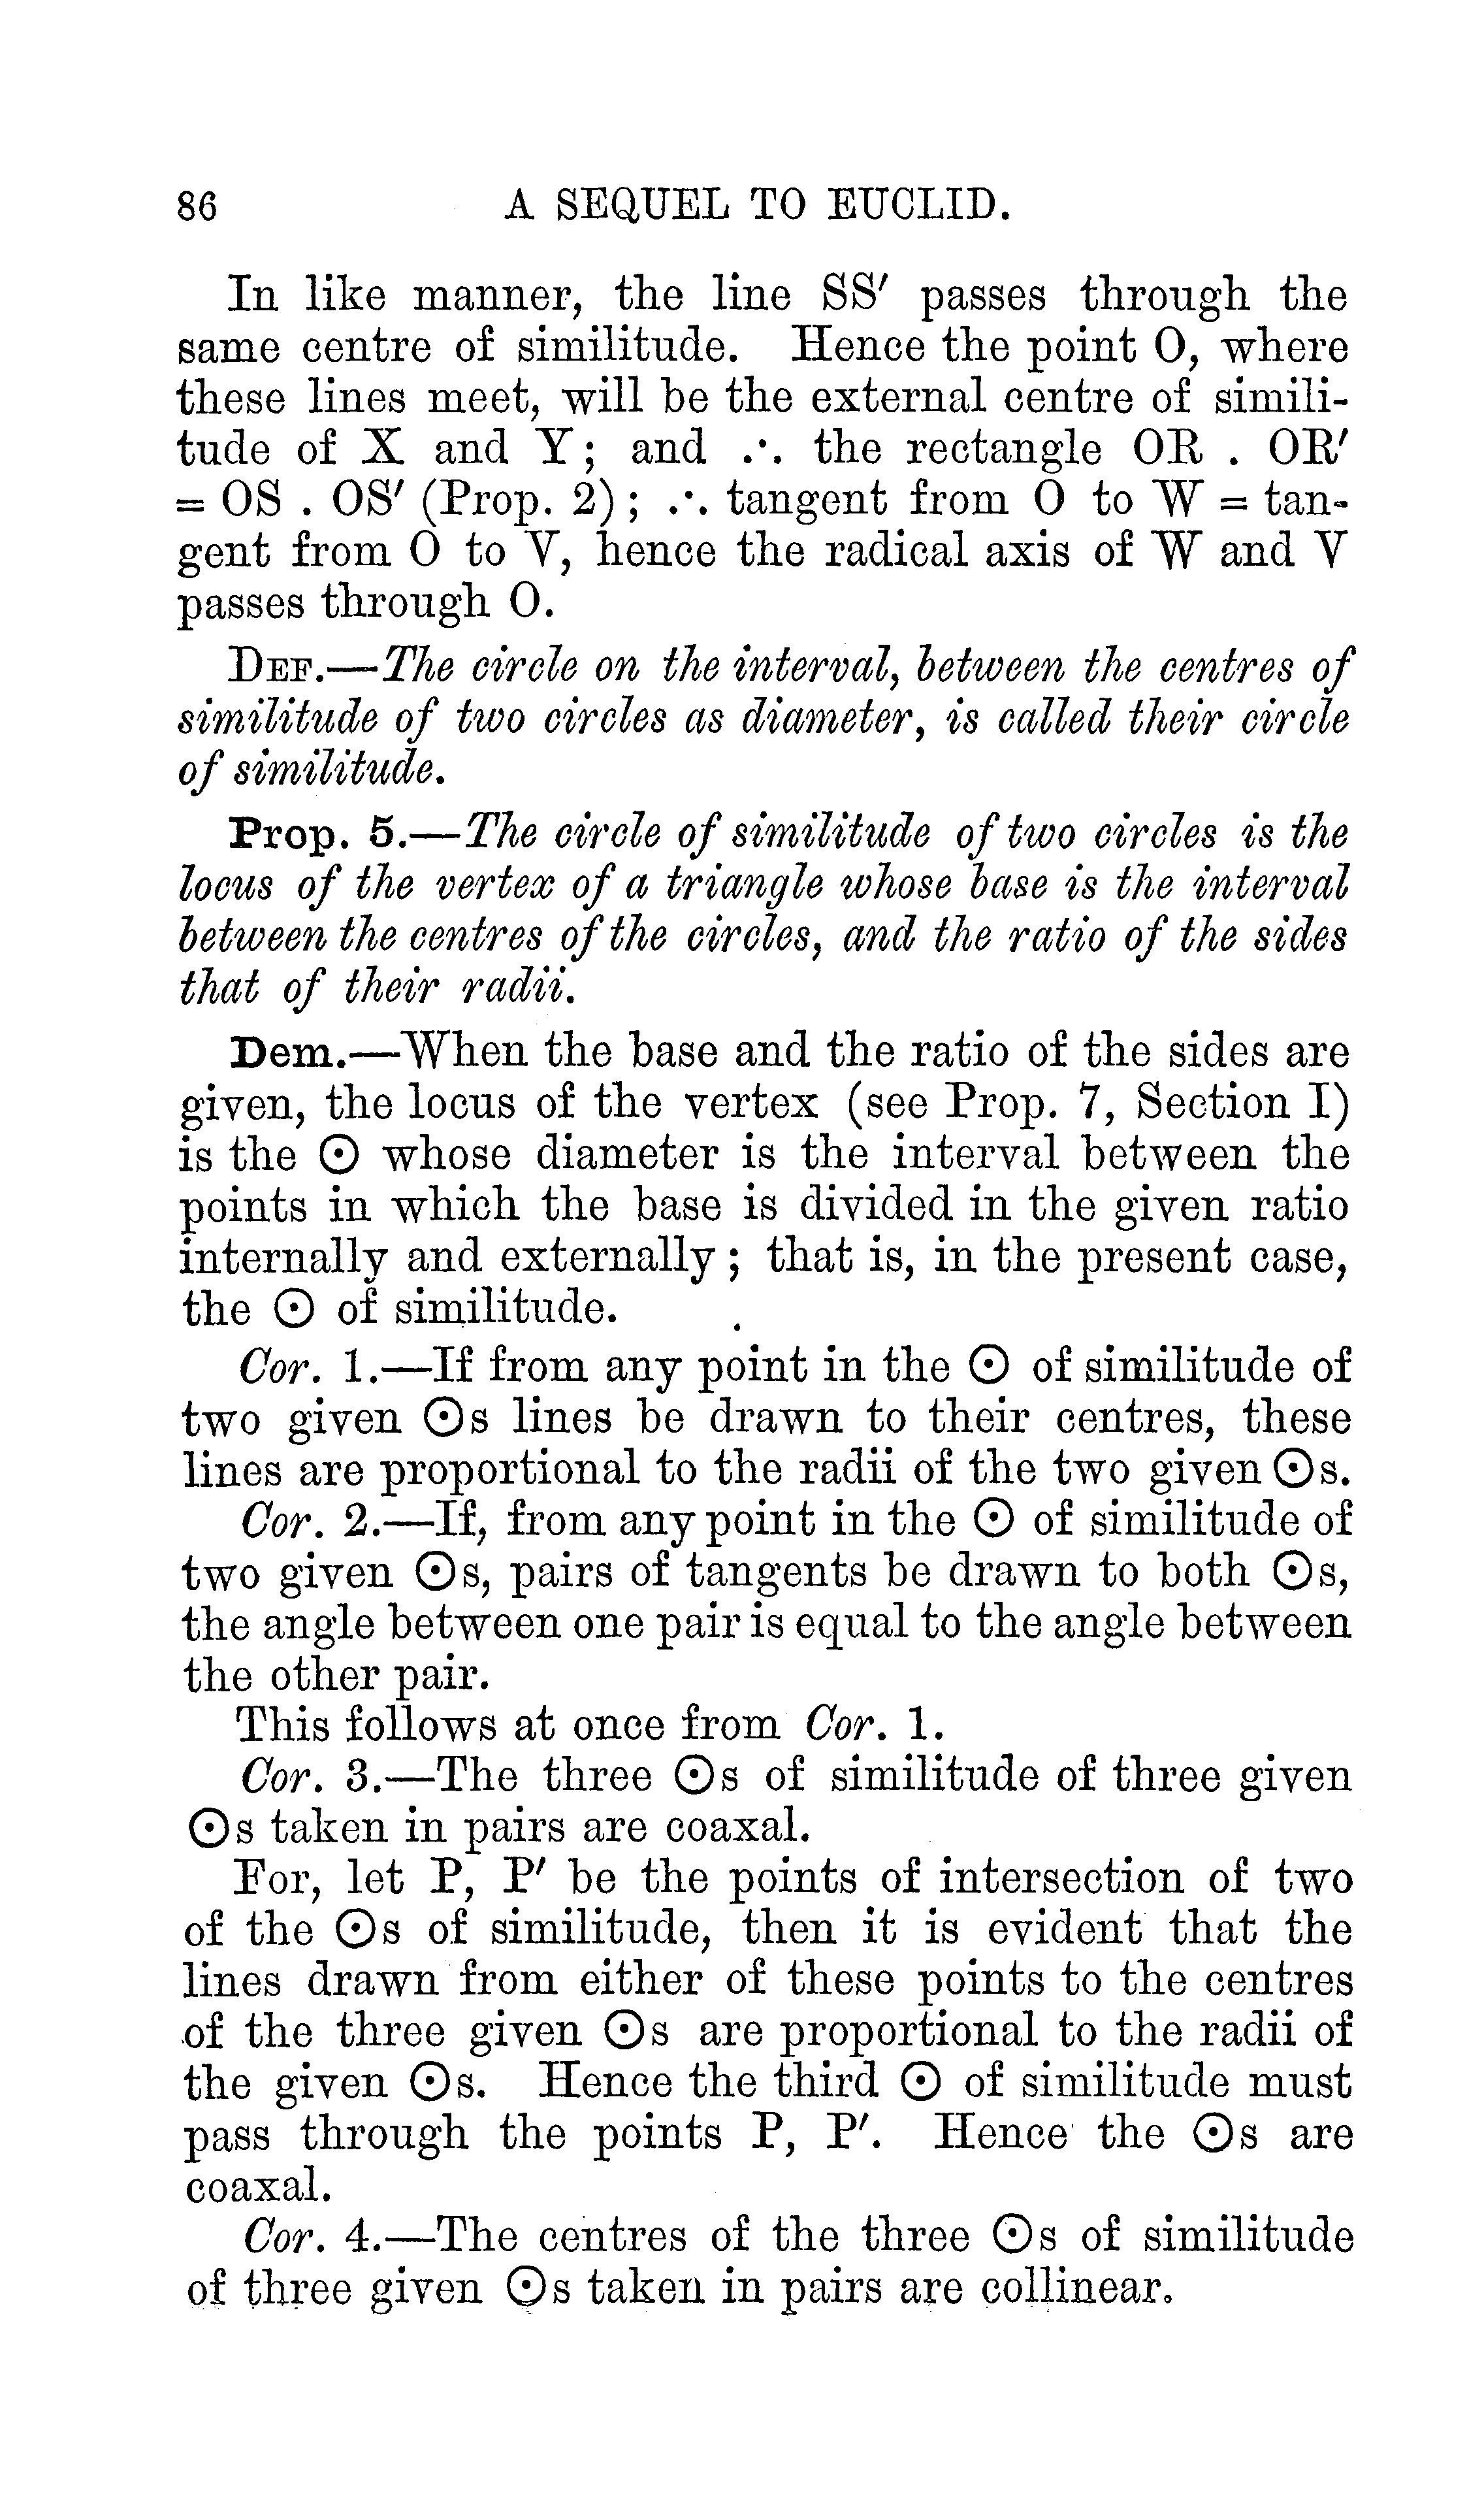 86 A SEQUEL TO EUCLID.
In like manner, the line SS′ passes through the
same centre of similitude. Hence the point O, where
these lines meet, will be the external centre of simili-
tude of X and Y; and ∴ the rectangle OR . OR′
= OS . OS′ (Prop. 2); ∴ tangent from O to W = tan-
gent from O to V, hence the radical axis of W and V
passes through O.
DEF.—The circle on the interval, between the centres of
similitude of two circles as diameter, is called their circle
of similitude.
Prop. 5.—The circle of similitude of two circles is the
locus of the vertex of a triangle whose base is the interval
between the centres of the circles, and the ratio of the sides
that of their radii.
Dem.—When the base and the ratio of the sides are
given, the locus of the vertex (see Prop. 7, Section I)
is the ⊙ whose diameter is the interval between the
points in which the base is divided in the given ratio
internally and externally; that is, in the present case,
the ⊙ of similitude.
Cor. 1.—If from any point in the ⊙ of similitude of
two given ⊙s lines be drawn to their centres, these
lines are proportional to the radii of the two given ⊙s.
Cor. 2.—If, from any point in the ⊙ of similitude of
two given ⊙s, pairs of tangents be drawn to both ⊙s,
the angle between one pair is equal to the angle between
the other pair.
This follows at once from Cor. 1.
Cor. 3.—The three ⊙s of similitude of three given
⊙s taken in pairs are coaxal.
For, let P, P′ be the points of intersection of two
of the ⊙s of similitude, then it is evident that the
lines drawn from either of these points to the centres
of the three given ⊙s are proportional to the radii of
the given ⊙s. Hence the third ⊙ of similitude must
pass through the points P, P′. Hence the ⊙s are
coaxal.
Cor. 4.—The centres of the three ⊙s of similitude
of three given ⊙s taken in pairs are collinear.